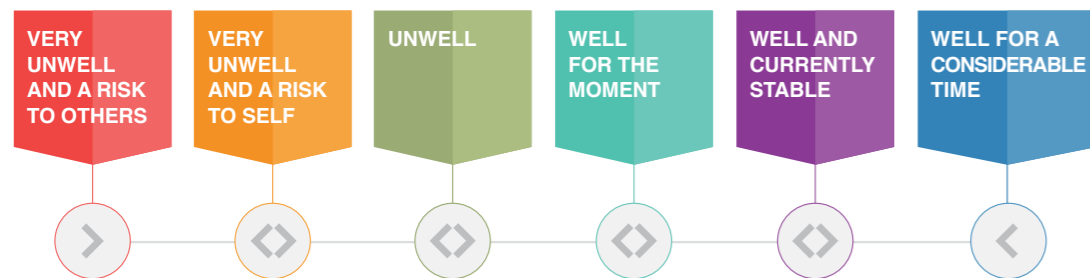 VERY
UNWELL
AND A RISK
TO OTHERS
VERY
UNWELL
AND A RISK
TO SELF
UNWELL
WELL
FOR THE
MOMENT
WELL AND
CURRENTLY
STABLE
WELL FOR A
CONSIDERABLE
TIME